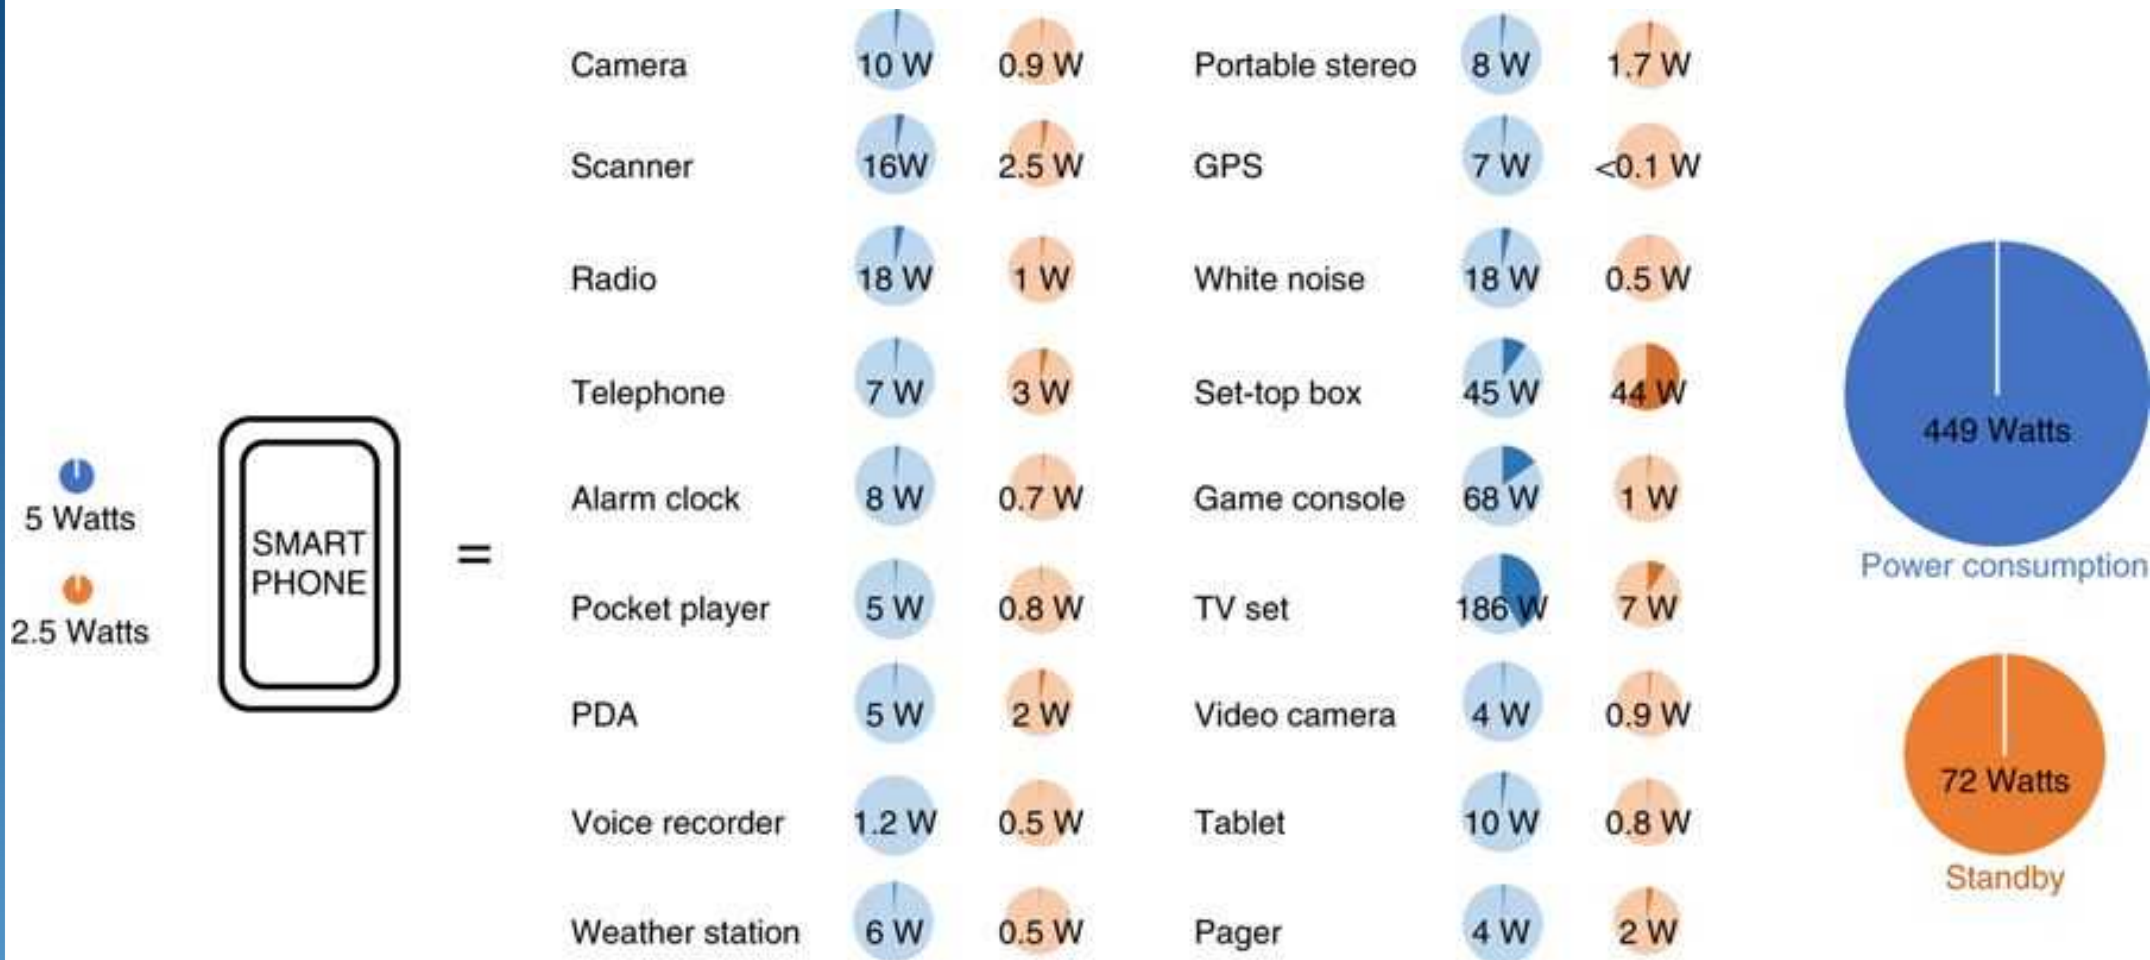 5 Watts
2.5 Watts
SMART
PHONE
=
Camera 10 W 0.9 W
Scanner 16W 2.5 W
Radio 18 W 1 W
Telephone 7 W 3 W
Alarm clock 8 W 0.7 W
Pocket player 5 W 0.8 W
PDA 5 W 2 W
Voice recorder 1.2 W 0.5 W
Weather station 6 W 0.5 W
Portable stereo 8 W 1.7 W
GPS 7 W <0.1 W
White noise 18 W 0.5 W
Set-top box 45 W 44 W
Game console 68 W 1 W
TV set 186 W 7 W
Video camera 4 W 0.9 W
Tablet 10 W 0.8 W
Pager 4 W 2 W
449 Watts
Power consumption
72 Watts
Standby